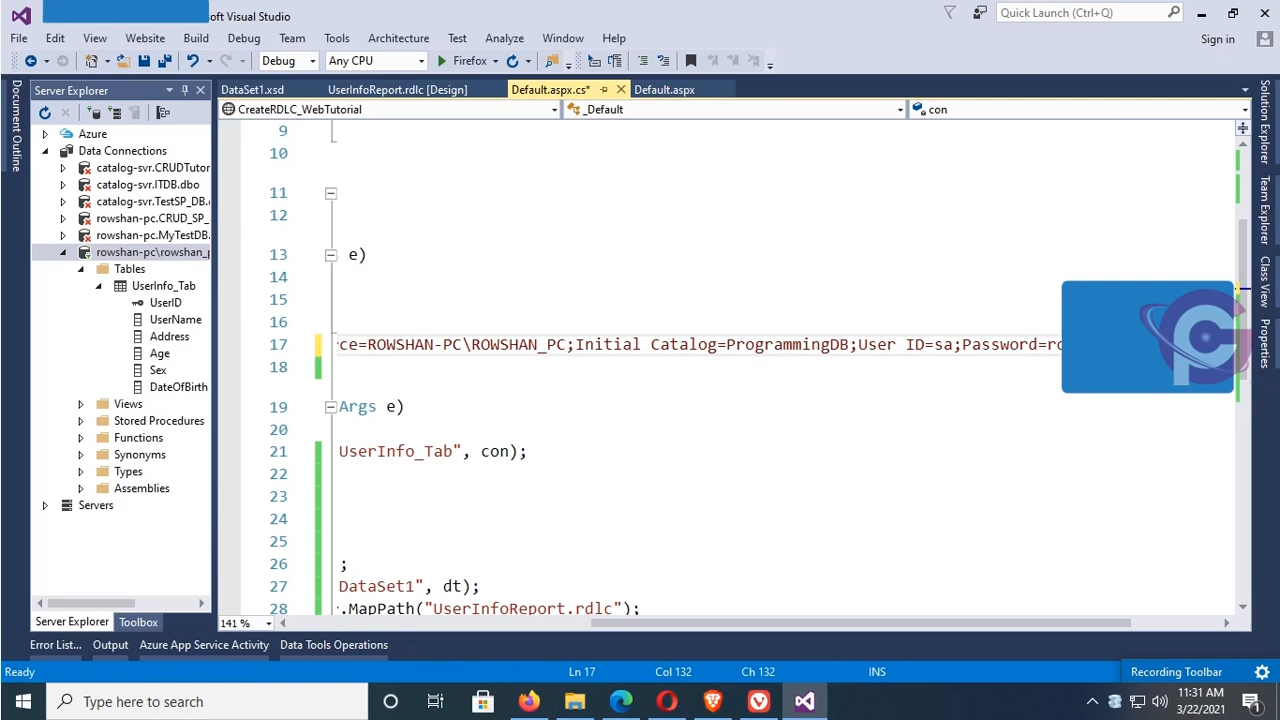 soft Visual Studio
Quick Launch (Ctrl+Q)
File Edit View Website Build Debug Team Tools Architecture Test Analyze Window Help
Sign in
Debug Any CPU Firefox
Document Outline
Server Explorer
DataSet1.xsd UserInfoReport.rdlc [Design] Default.aspx.cs* Default.aspx
CreateRDLC_WebTutorial _Default con
Azure
Data Connections
catalog-svr.CRUDTutor
catalog-svr.ITDB.dbo
catalog-svr.TestSP_DB.
rowshan-pc.CRUD_SP_
rowshan-pc.MyTestDB.
rowshan-pc\rowshan_p
Tables
UserInfo_Tab
UserID
UserName
Address
Age
Sex
DateOfBirth
Views
Stored Procedures
Functions
Synonyms
Types
Assemblies
Servers
Server Explorer Toolbox
9
10
11
12
13 e)
14
15
16
17 rce=ROWSHAN-PC\ROWSHAN_PC;Initial Catalog=ProgrammingDB;User ID=sa;Password=ro
18
19 Args e)
20
21 UserInfo_Tab", con);
22
23
24
25
26 ;
27 DataSet1", dt);
28 .MapPath("UserInfoReport.rdlc");
141 %
Solution Explorer
Team Explorer
Class View
Properties
Error List... Output Azure App Service Activity Data Tools Operations
Ready Ln 17 Col 132 Ch 132 INS Recording Toolbar
Type here to search
11:31 AM
3/22/2021
1